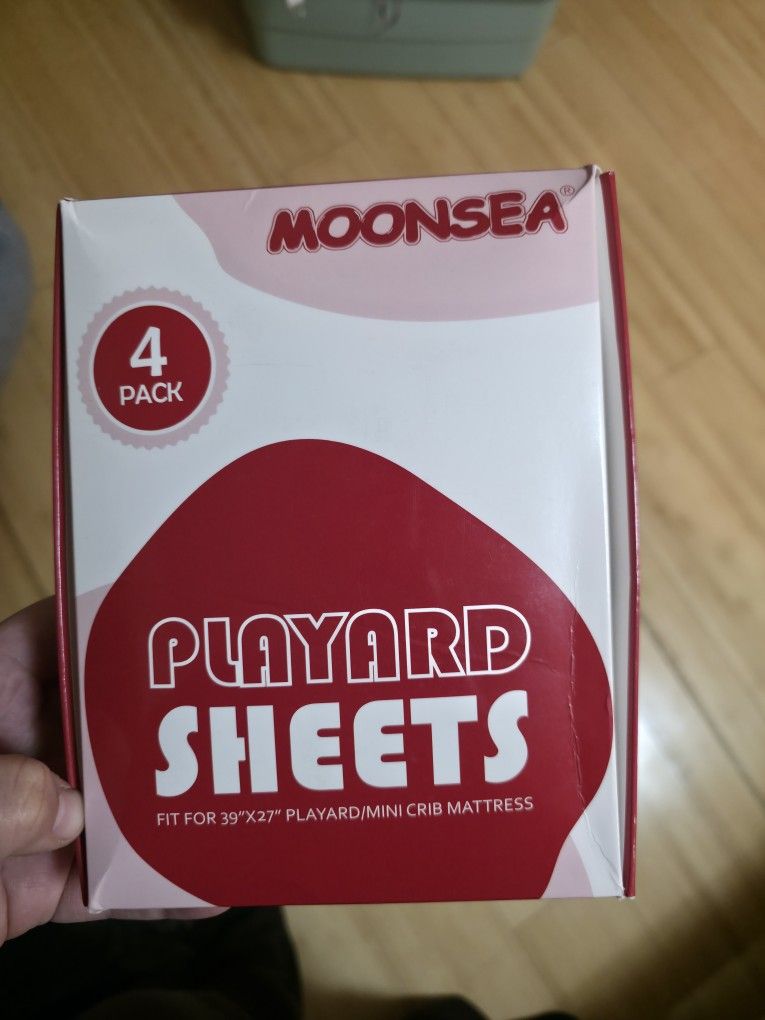 MOONSEA®
4
PACK
PLAYARD
SHEETS
FIT FOR 39"X27" PLAYARD/MINI CRIB MATTRESS